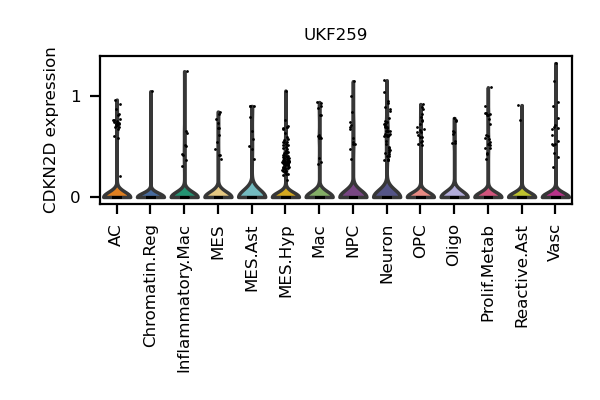 UKF259
CDKN2D expression
1
0
AC
Chromatin.Reg
Inflammatory.Mac
MES
MES.Ast
MES.Hyp
Mac
NPC
Neuron
OPC
Oligo
Prolif.Metab
Reactive.Ast
Vasc